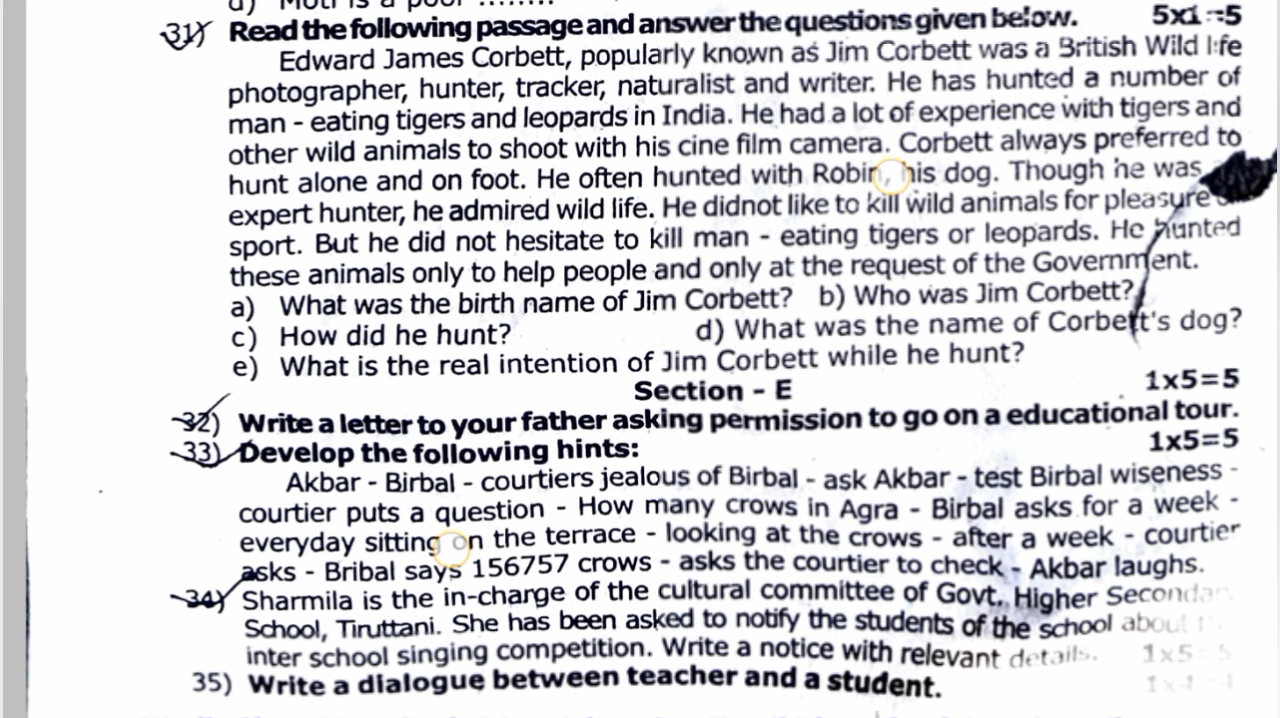 d) Moti is a poor ........
31) Read the following passage and answer the questions given below. 5x1=5
Edward James Corbett, popularly known as Jim Corbett was a British Wild life
photographer, hunter, tracker, naturalist and writer. He has hunted a number of
man - eating tigers and leopards in India. He had a lot of experience with tigers and
other wild animals to shoot with his cine film camera. Corbett always preferred to
hunt alone and on foot. He often hunted with Robin, his dog. Though he was
expert hunter, he admired wild life. He didnot like to kill wild animals for pleasure
sport. But he did not hesitate to kill man - eating tigers or leopards. He hunted
these animals only to help people and only at the request of the Government.
a) What was the birth name of Jim Corbett? b) Who was Jim Corbett?
c) How did he hunt? d) What was the name of Corbett's dog?
e) What is the real intention of Jim Corbett while he hunt?
Section - E 1x5=5
32) Write a letter to your father asking permission to go on a educational tour.
33) Develop the following hints: 1x5=5
Akbar - Birbal - courtiers jealous of Birbal - ask Akbar - test Birbal wiseness -
courtier puts a question - How many crows in Agra - Birbal asks for a week -
everyday sitting on the terrace - looking at the crows - after a week - courtier
asks - Bribal says 156757 crows - asks the courtier to check - Akbar laughs.
34) Sharmila is the in-charge of the cultural committee of Govt. Higher Secondary
School, Tiruttani. She has been asked to notify the students of the school about
inter school singing competition. Write a notice with relevant details. 1x5=5
35) Write a dialogue between teacher and a student. 1x4=4